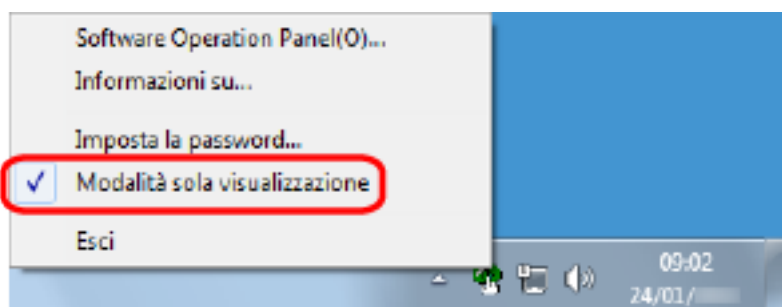 Software Operation Panel(O)...
Informazioni su...
Imposta la password...
Modalità sola visualizzazione
Esci
09:02
24/01/